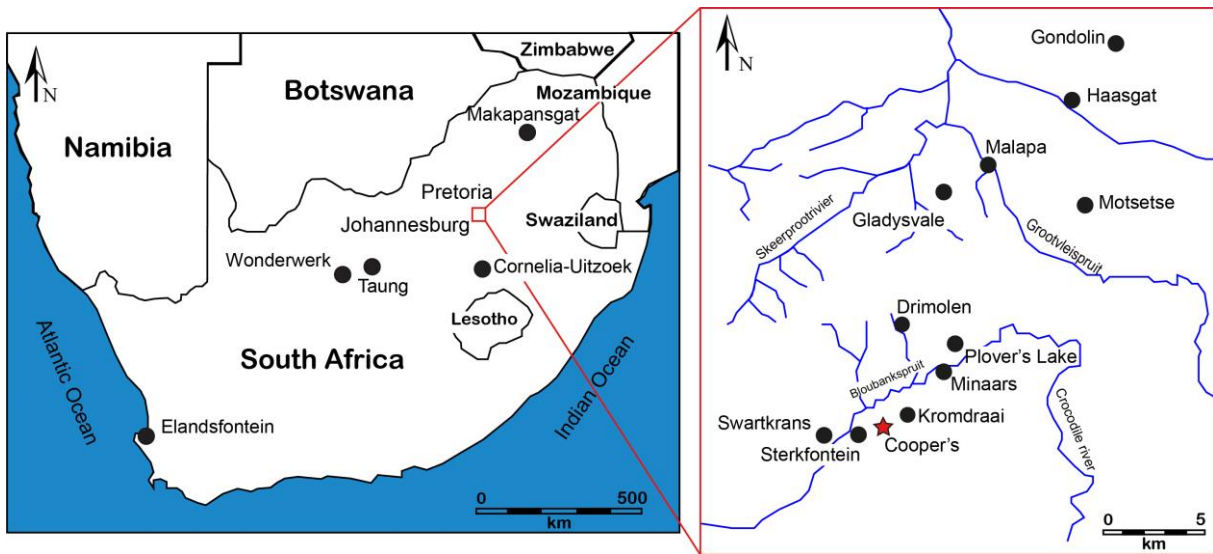 Zimbabwe
N
Botswana
Mozambique
Makapansgat
Namibia
Pretoria
Johannesburg
Swaziland
Wonderwerk
Taung
Cornelia-Uitzoek
Lesotho
South Africa
Atlantic Ocean
Indian Ocean
Elandsfontein
0 500
km
N
Gondolin
Haasgat
Malapa
Gladysvale
Motsetse
Skeerprootrivier
Grootvleispruit
Drimolen
Plover's Lake
Bloubankspruit
Minaars
Swartkrans
Kromdraai
Sterkfontein
Cooper's
Crocodile river
0 5
km